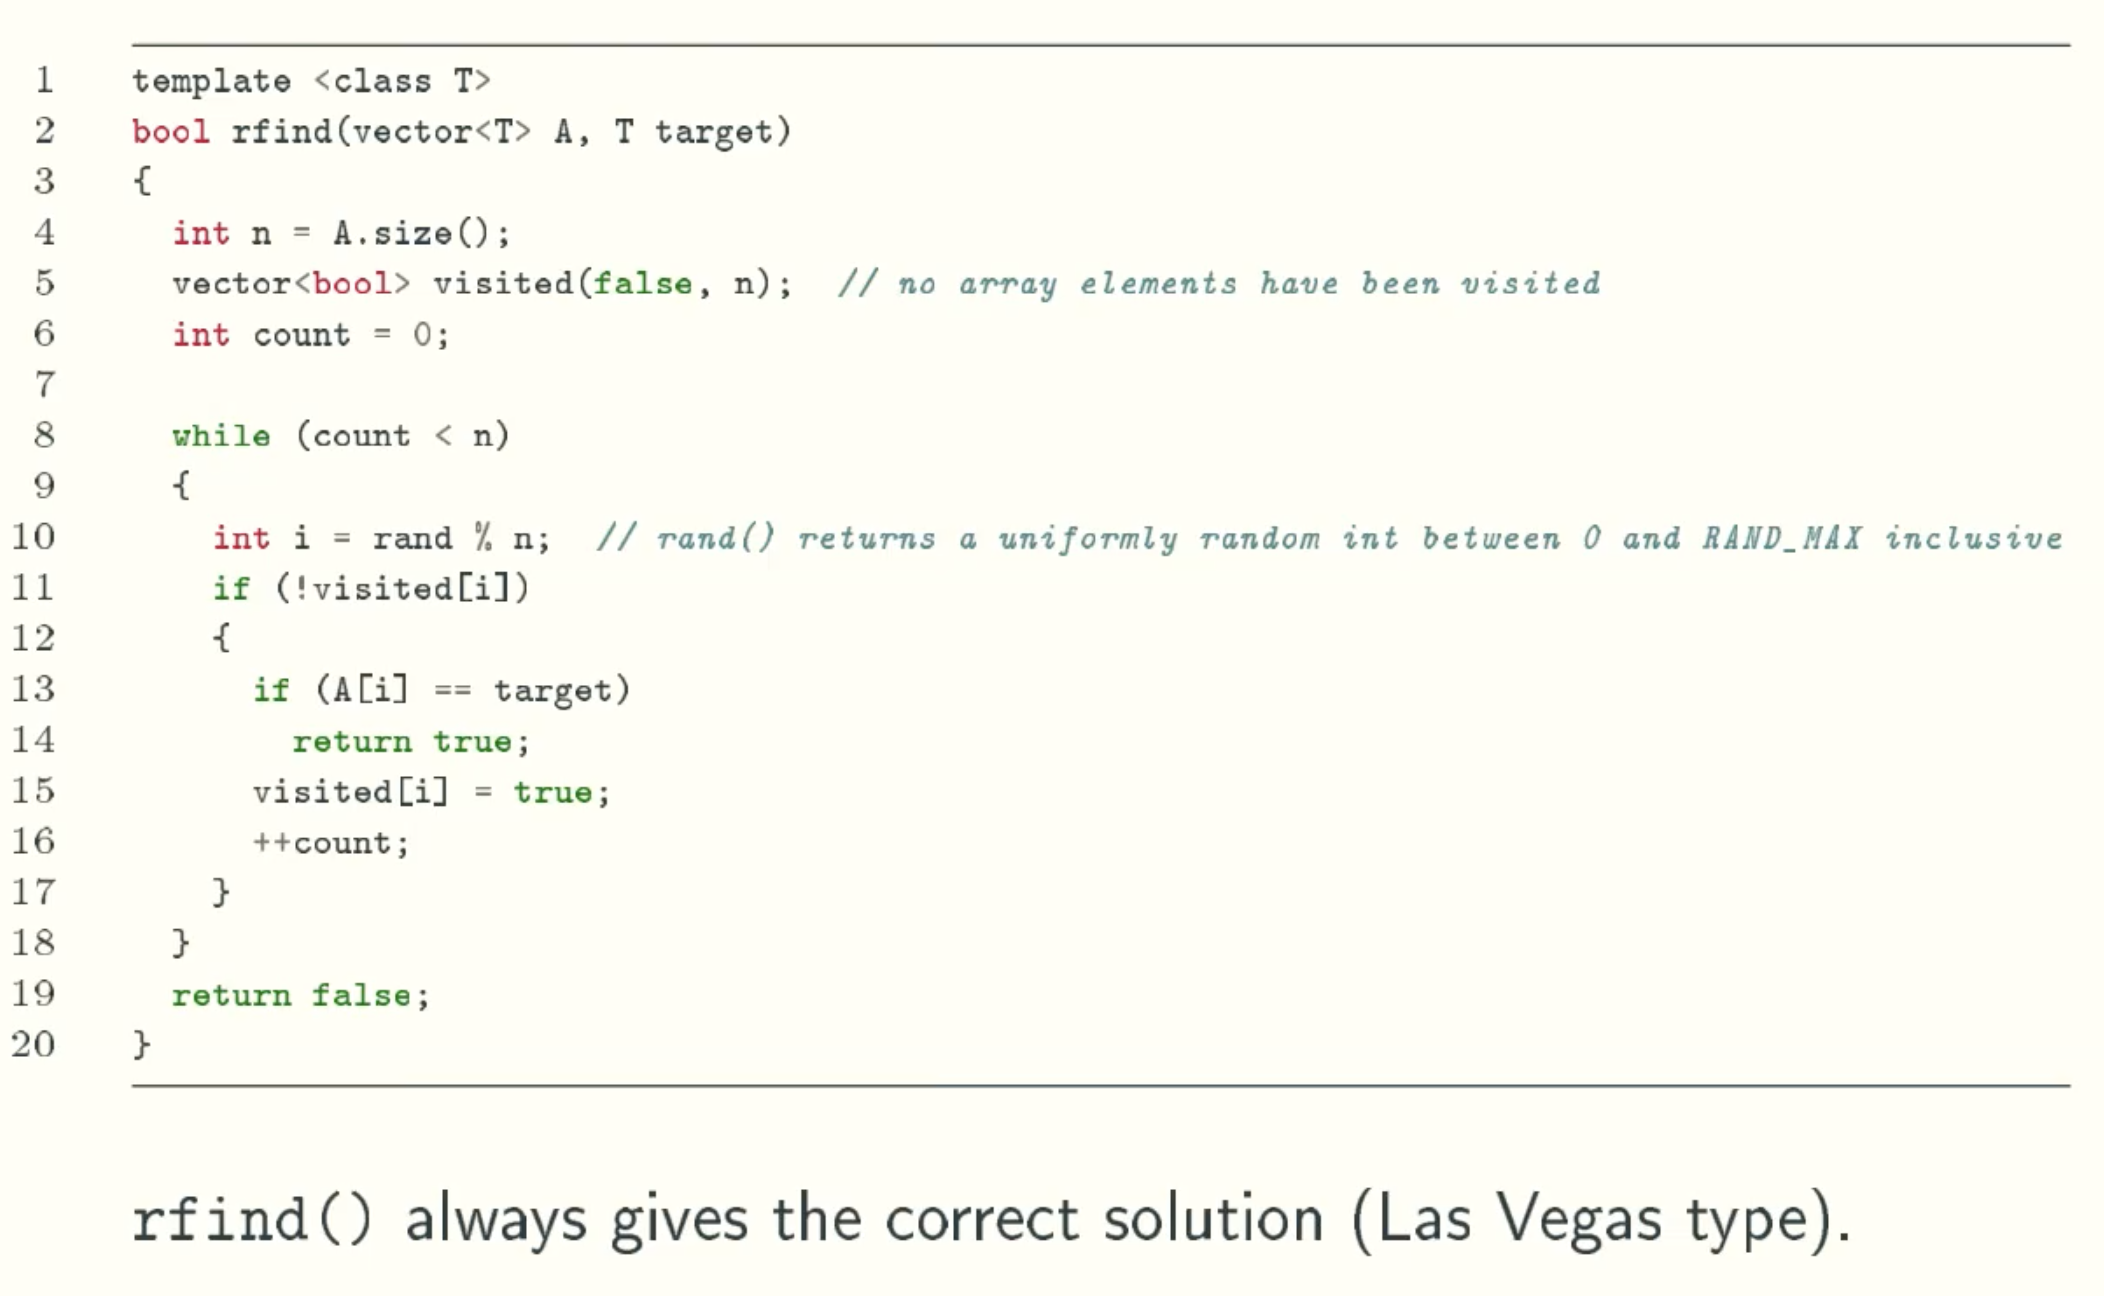 1 template <class T>
2 bool rfind(vector<T> A, T target)
3 {
4   int n = A.size();
5   vector<bool> visited(false, n);  // no array elements have been visited
6   int count = 0;
7
8   while (count < n)
9   {
10     int i = rand % n;  // rand() returns a uniformly random int between 0 and RAND_MAX inclusive
11     if (!visited[i])
12     {
13       if (A[i] == target)
14         return true;
15       visited[i] = true;
16       ++count;
17     }
18   }
19   return false;
20 }
rfind() always gives the correct solution (Las Vegas type).